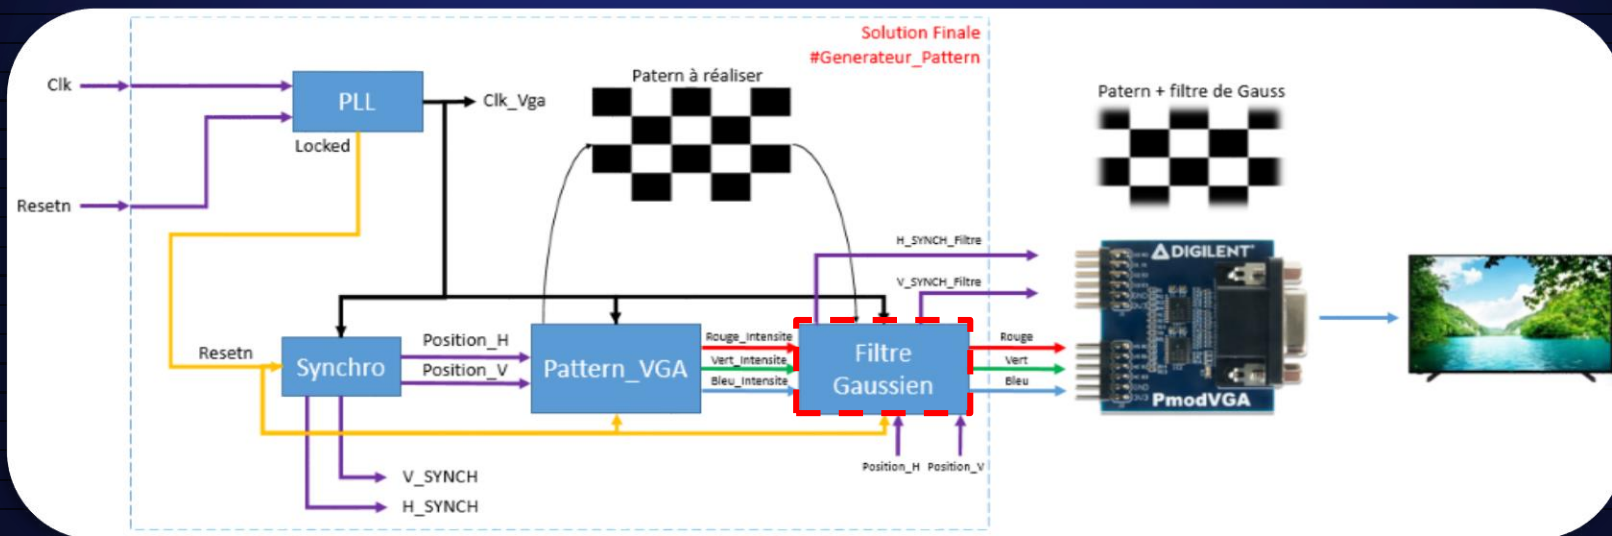 Solution Finale
#Generateur_Pattern
Clk
PLL
Clk_Vga
Patern à réaliser
Patern + filtre de Gauss
Locked
Resetn
H_SYNCH_Filtre
V_SYNCH_Filtre
DIGILENT
Resetn
Synchro
Position_H
Position_V
Pattern_VGA
Rouge_Intensite
Vert_Intensite
Bleu_Intensite
Filtre
Gaussien
Rouge
Vert
Bleu
PmodVGA
Position_H
Position_V
V_SYNCH
H_SYNCH